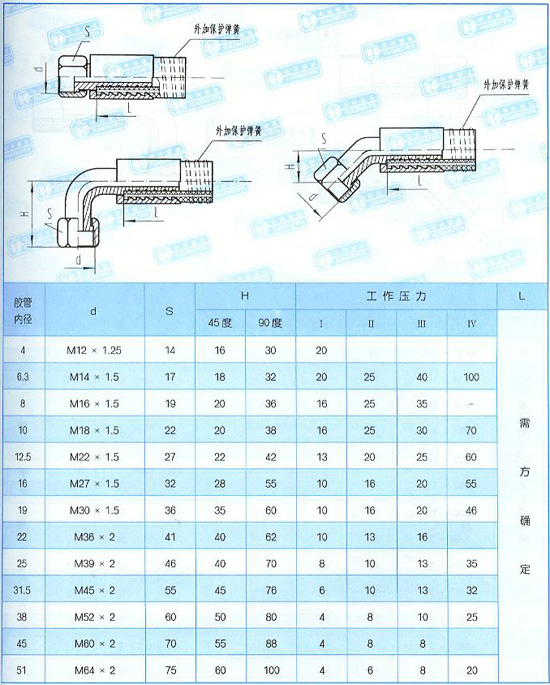 外加保护弹簧
S
d
L
外加保护弹簧
H
S
d
L
外加保护弹簧
S
H
d
L
胶管内径 d S H 工作压力 L
45度 90度 I II III IV
4 M12 × 1.25 14 16 30 20
6.3 M14 × 1.5 17 18 32 20 25 40 100
8 M16 × 1.5 19 20 36 16 25 35 -
10 M18 × 1.5 22 20 38 16 25 30 70
12.5 M22 × 1.5 27 22 42 13 20 25 60
16 M27 × 1.5 32 28 55 10 16 20 55
19 M30 × 1.5 36 35 60 10 16 20 46
22 M36 × 2 41 40 62 10 13 16
25 M39 × 2 46 40 70 8 10 13 35
31.5 M45 × 2 55 45 76 6 10 13 32
38 M52 × 2 60 50 80 4 8 10 25
45 M60 × 2 70 55 88 4 8 8
51 M64 × 2 75 60 100 4 6 8 20
需方确定